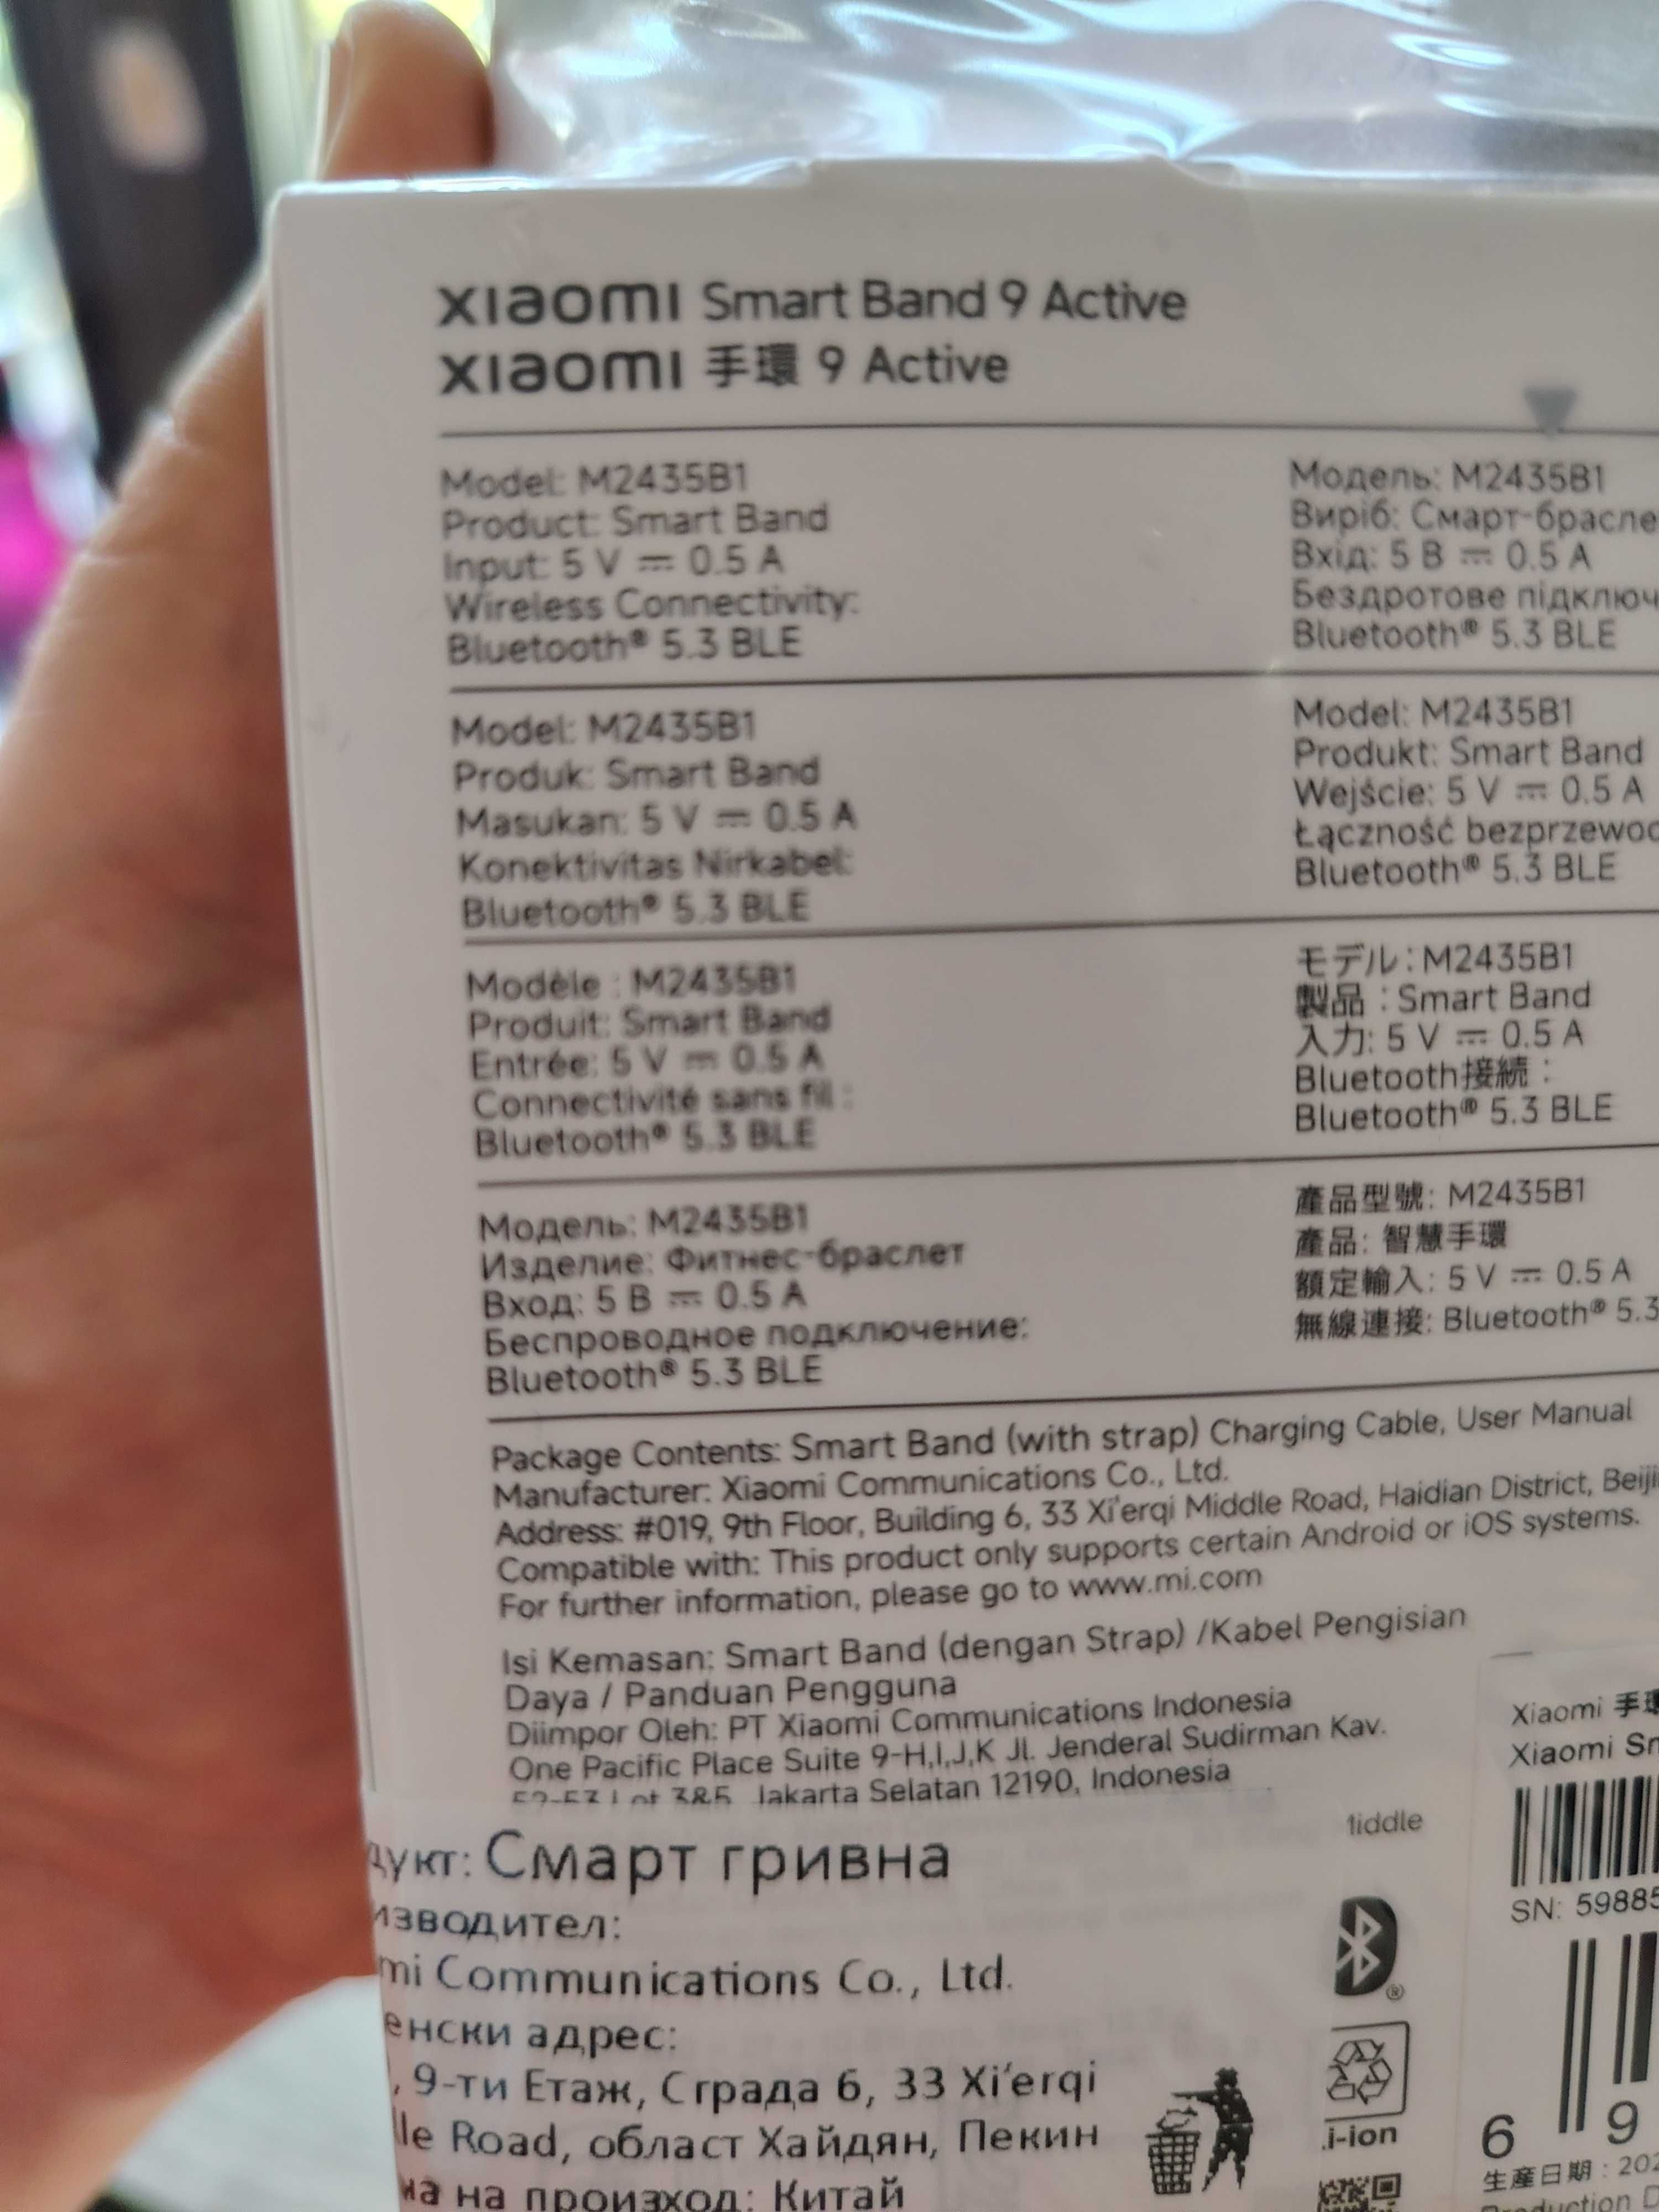 xiaomi Smart Band 9 Active
xiaomi 手環 9 Active
Model: M2435B1
Product: Smart Band
Input: 5 V ⎓ 0.5 A
Wireless Connectivity:
Bluetooth® 5.3 BLE
Модель: M2435B1
Виріб: Смарт-брасле
Вхід: 5 В ⎓ 0.5 A
Бездротове підключ
Bluetooth® 5.3 BLE
Model: M2435B1
Produk: Smart Band
Masukan: 5 V ⎓ 0.5 A
Konektivitas Nirkabel:
Bluetooth® 5.3 BLE
Model: M2435B1
Produkt: Smart Band
Wejście: 5 V ⎓ 0.5 A
Łączność bezprzewod
Bluetooth® 5.3 BLE
Modèle : M2435B1
Produit: Smart Band
Entrée: 5 V ⎓ 0.5 A
Connectivité sans fil :
Bluetooth® 5.3 BLE
モデル：M2435B1
製品：Smart Band
入力: 5 V ⎓ 0.5 A
Bluetooth接続：
Bluetooth® 5.3 BLE
Модель: M2435B1
Изделие: Фитнес-браслет
Вход: 5 В ⎓ 0.5 A
Беспроводное подключение:
Bluetooth® 5.3 BLE
產品型號: M2435B1
產品: 智慧手環
額定輸入: 5 V ⎓ 0.5 A
無線連接: Bluetooth® 5.3
Package Contents: Smart Band (with strap) Charging Cable, User Manual
Manufacturer: Xiaomi Communications Co., Ltd.
Address: #019, 9th Floor, Building 6, 33 Xi'erqi Middle Road, Haidian District, Beiji
Compatible with: This product only supports certain Android or iOS systems.
For further information, please go to www.mi.com
Isi Kemasan: Smart Band (dengan Strap) /Kabel Pengisian
Daya / Panduan Pengguna
Diimpor Oleh: PT Xiaomi Communications Indonesia
One Pacific Place Suite 9-H,I,J,K Jl. Jenderal Sudirman Kav.
52-53 Lot 3&5, Jakarta Selatan 12190, Indonesia
iddle
дукт: Смарт гривна
изводител:
mi Communications Co., Ltd.
енски адрес:
, 9-ти Етаж, Сграда 6, 33 Xi'erqi
lle Road, област Хайдян, Пекин
на на произход: Китай
®
i-ion
Xiaomi 手環
Xiaomi Sm
SN: 59885
6 9
生產日期：202
Production D